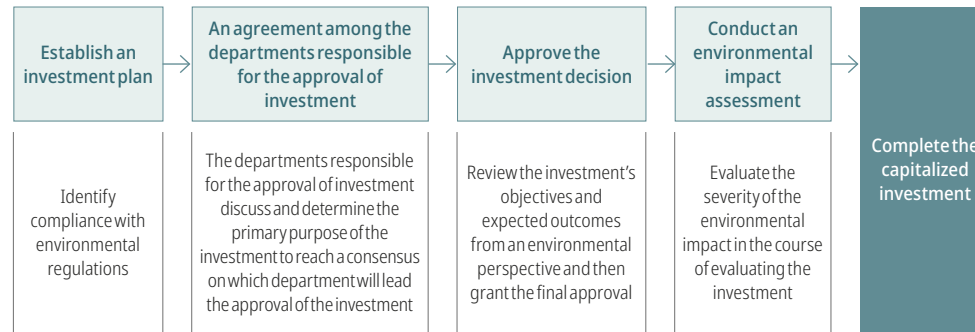 Establish an
investment plan
An agreement among the
departments responsible
for the approval of
investment
Approve the
investment decision
Conduct an
environmental
impact
assessment
Complete the
capitalized
investment
Identify
compliance with
environmental
regulations
The departments responsible
for the approval of investment
discuss and determine the
primary purpose of the
investment to reach a consensus
on which department will lead
the approval of the investment
Review the investment's
objectives and
expected outcomes
from an environmental
perspective and then
grant the final approval
Evaluate the
severity of the
environmental
impact in the course
of evaluating the
investment